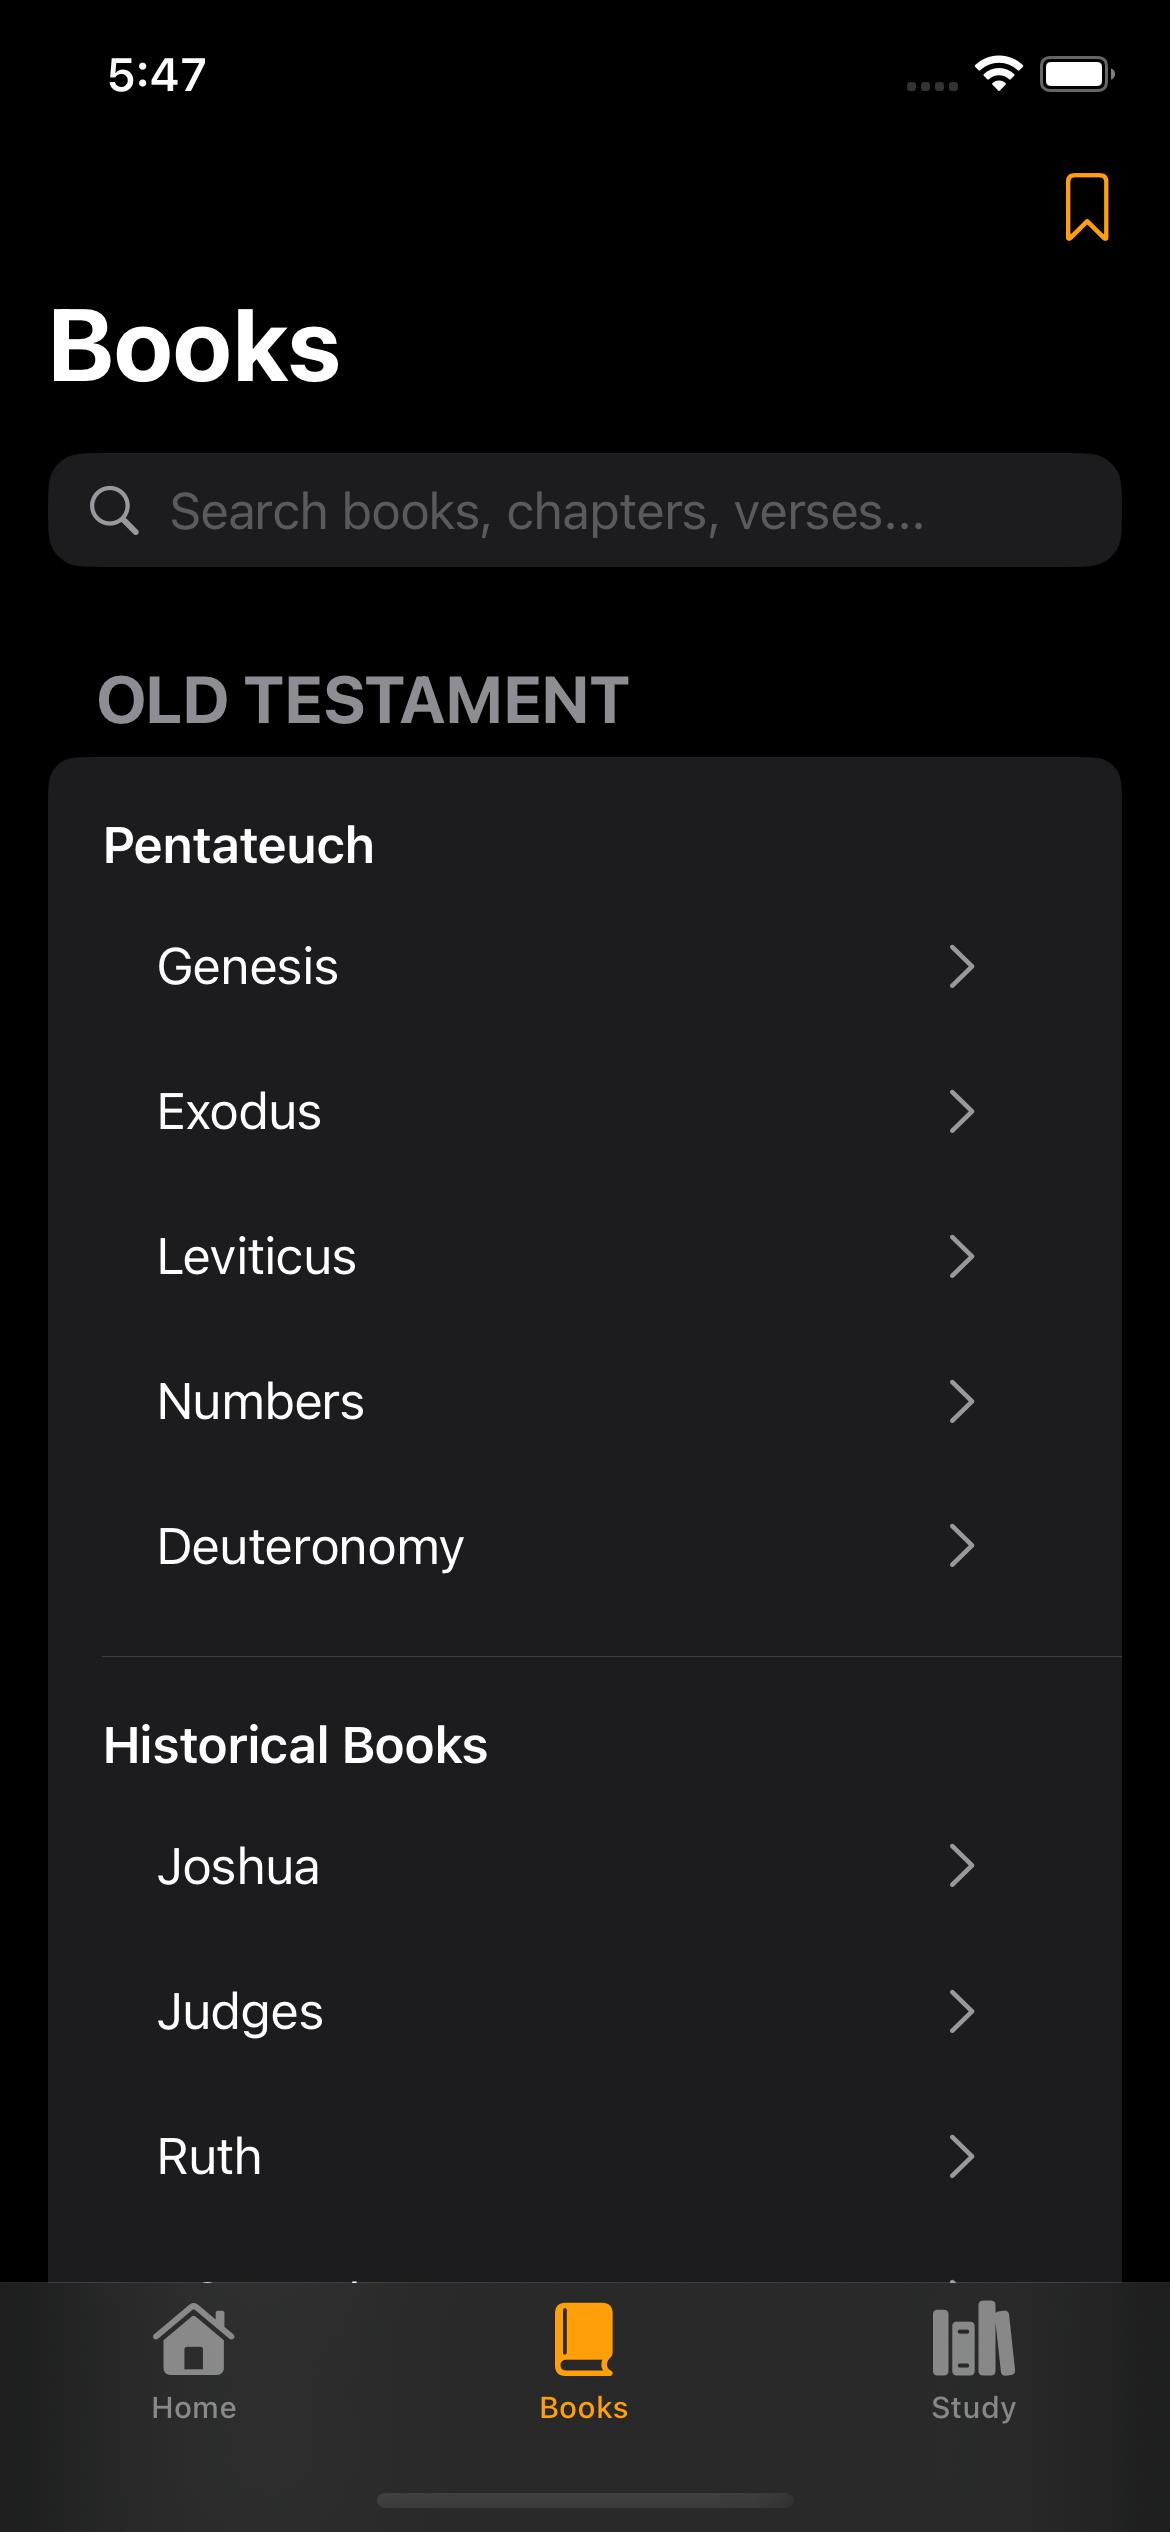 5:47
Books
Search books, chapters, verses...
OLD TESTAMENT
Pentateuch
Genesis
Exodus
Leviticus
Numbers
Deuteronomy
Historical Books
Joshua
Judges
Ruth
Home
Books
Study